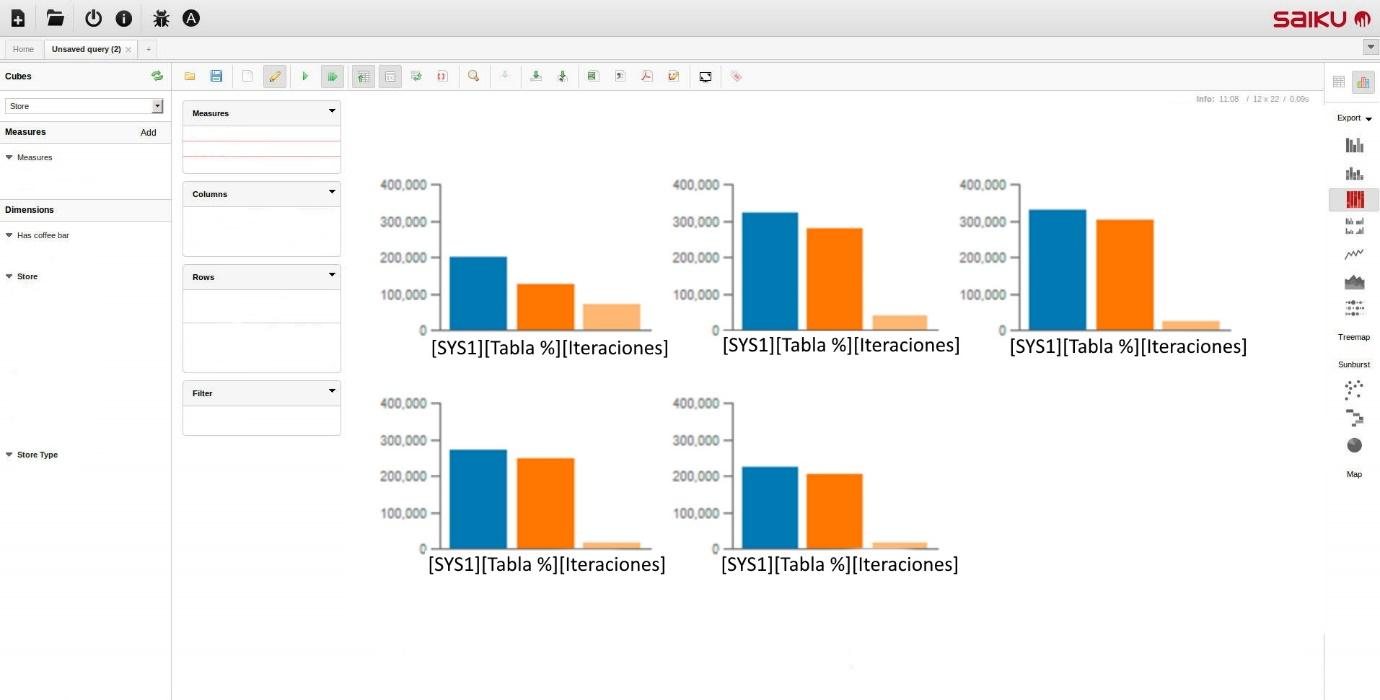 saiku
Home
Unsaved query (2)
Cubes
Store
Measures Add
Measures
Dimensions
Has coffee bar
Store
Store Type
Measures
Columns
Rows
Filter
Info: 11:08 / 12 x 22 / 0.09s
400,000
300,000
200,000
100,000
0
[SYS1][Tabla %][Iteraciones]
400,000
300,000
200,000
100,000
0
[SYS1][Tabla %][Iteraciones]
400,000
300,000
200,000
100,000
0
[SYS1][Tabla %][Iteraciones]
400,000
300,000
200,000
100,000
0
[SYS1][Tabla %][Iteraciones]
400,000
300,000
200,000
100,000
0
[SYS1][Tabla %][Iteraciones]
Export
Treemap
Sunburst
Map